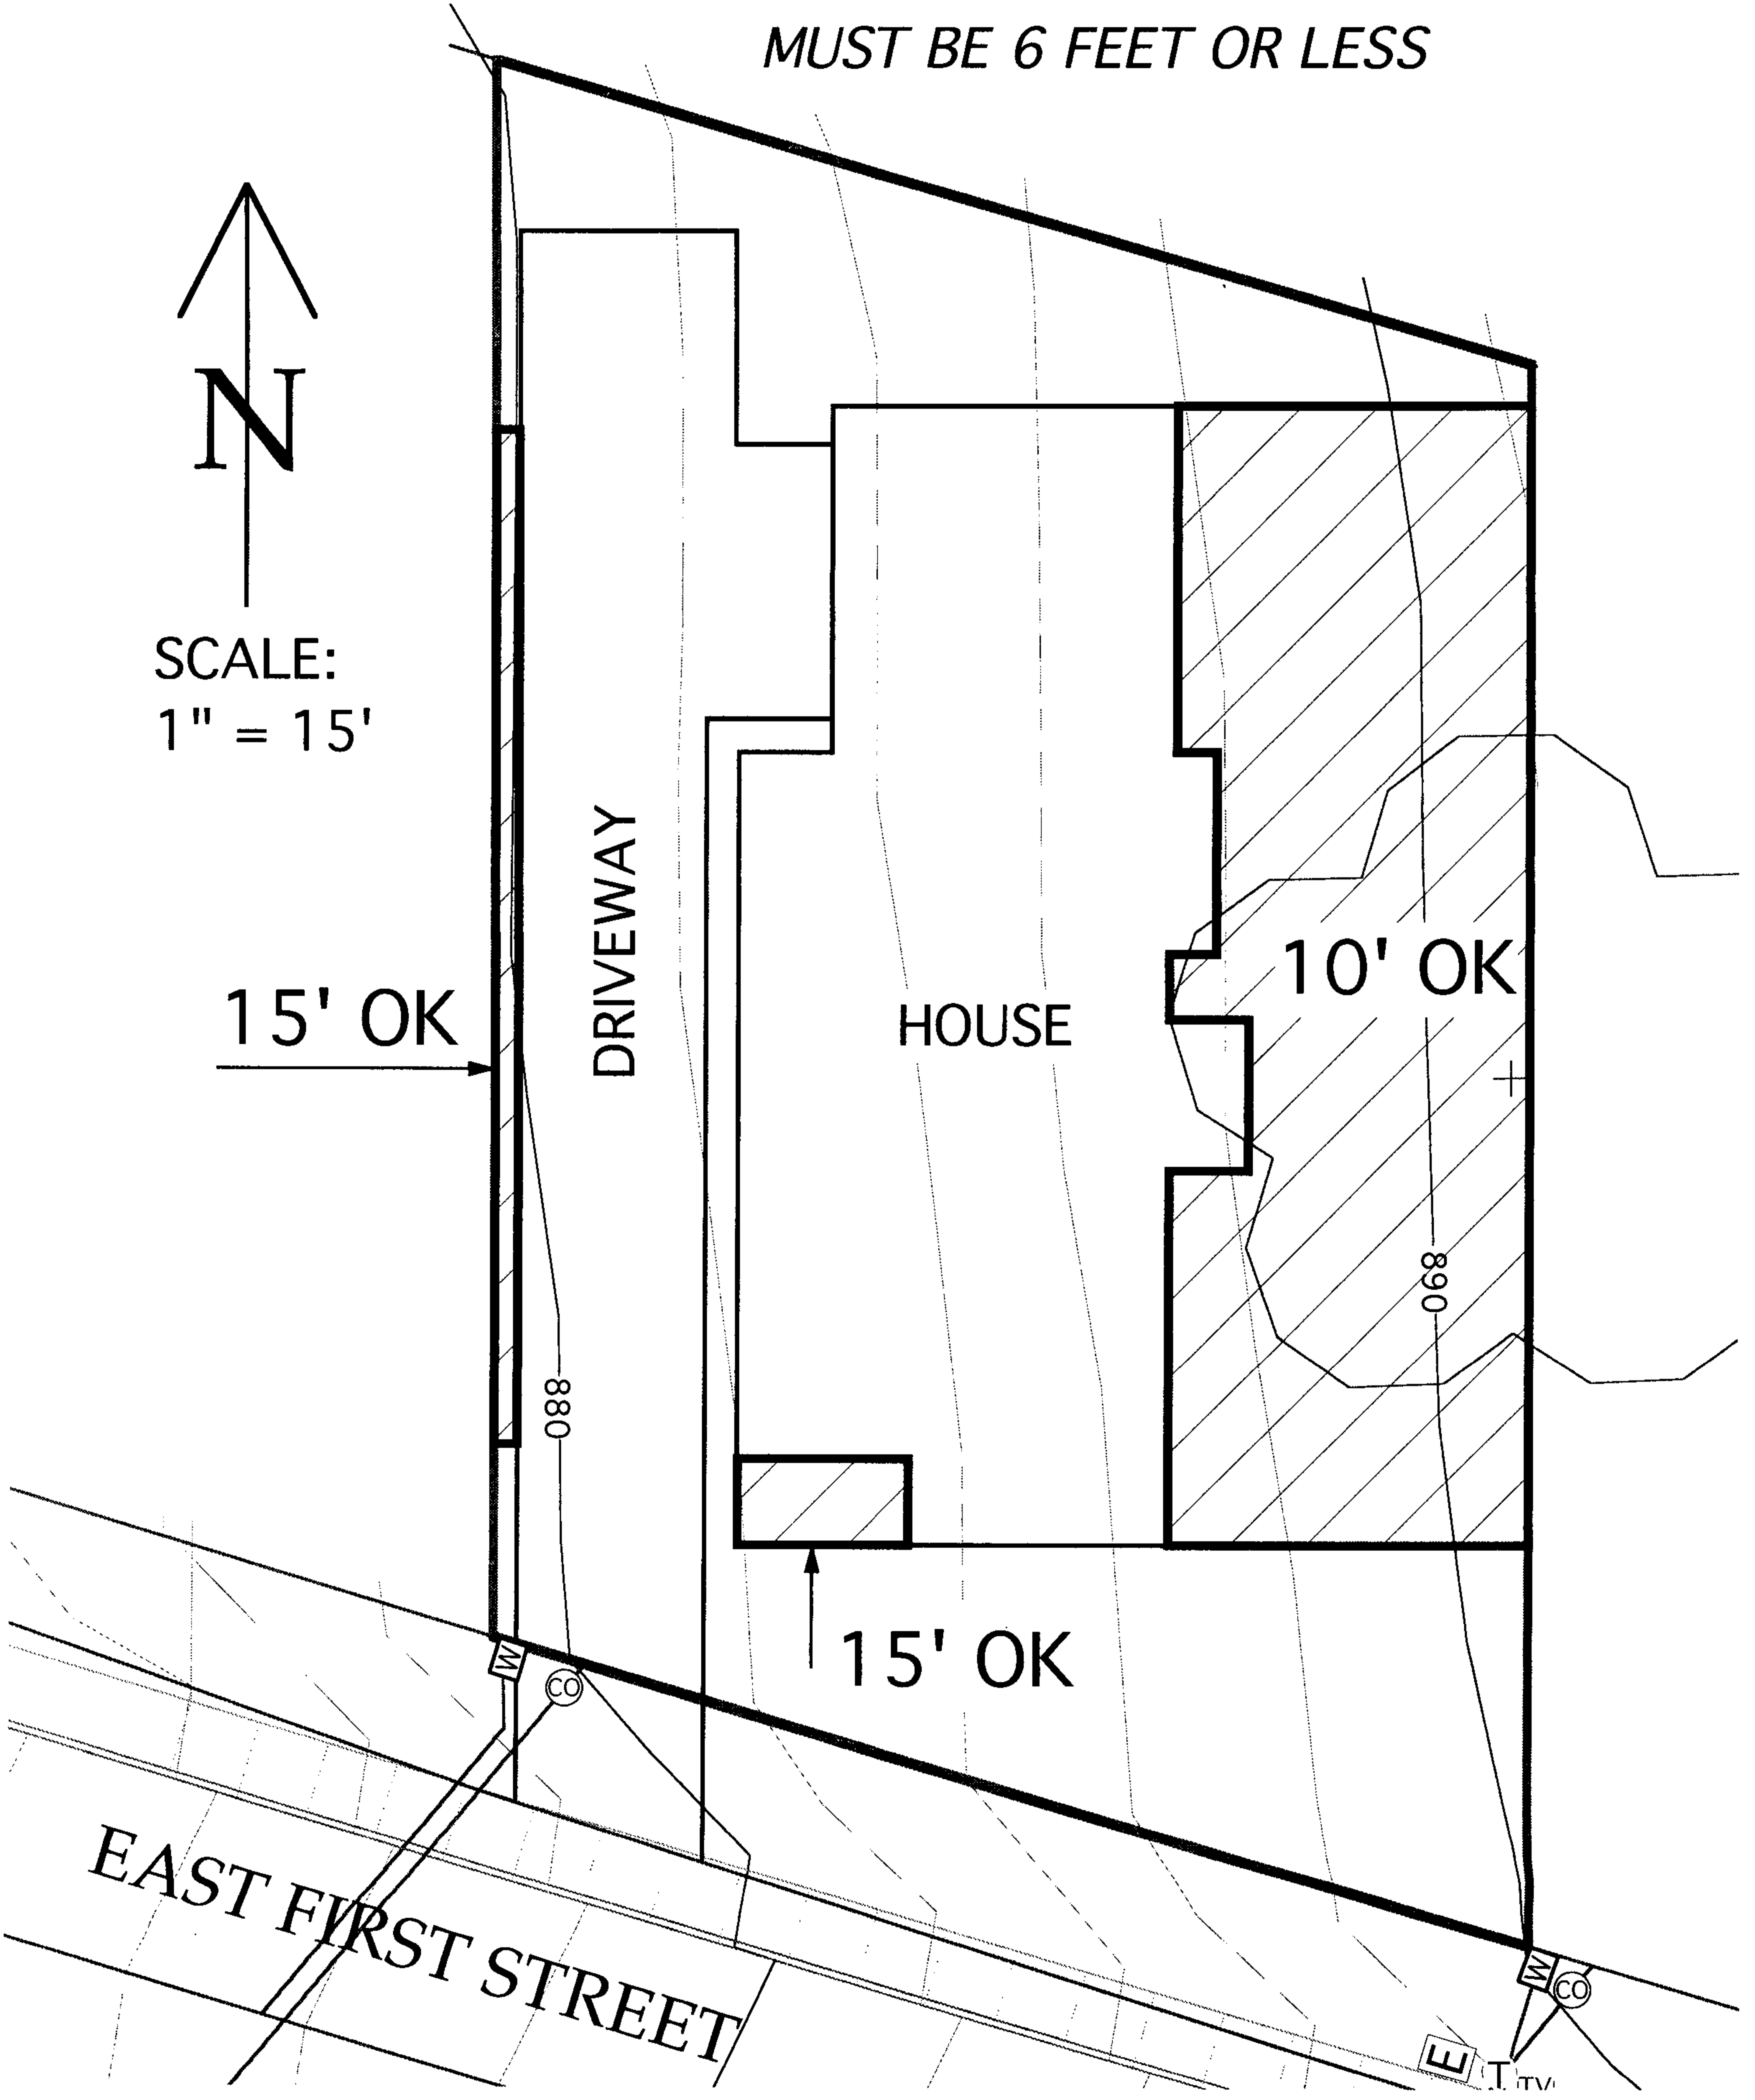 MUST BE 6 FEET OR LESS
N
SCALE:
1" = 15'
DRIVEWAY
10' OK
15' OK
HOUSE
890
880
15' OK
W
CO
EAST FIRST STREET
W
CO
E
T
TV